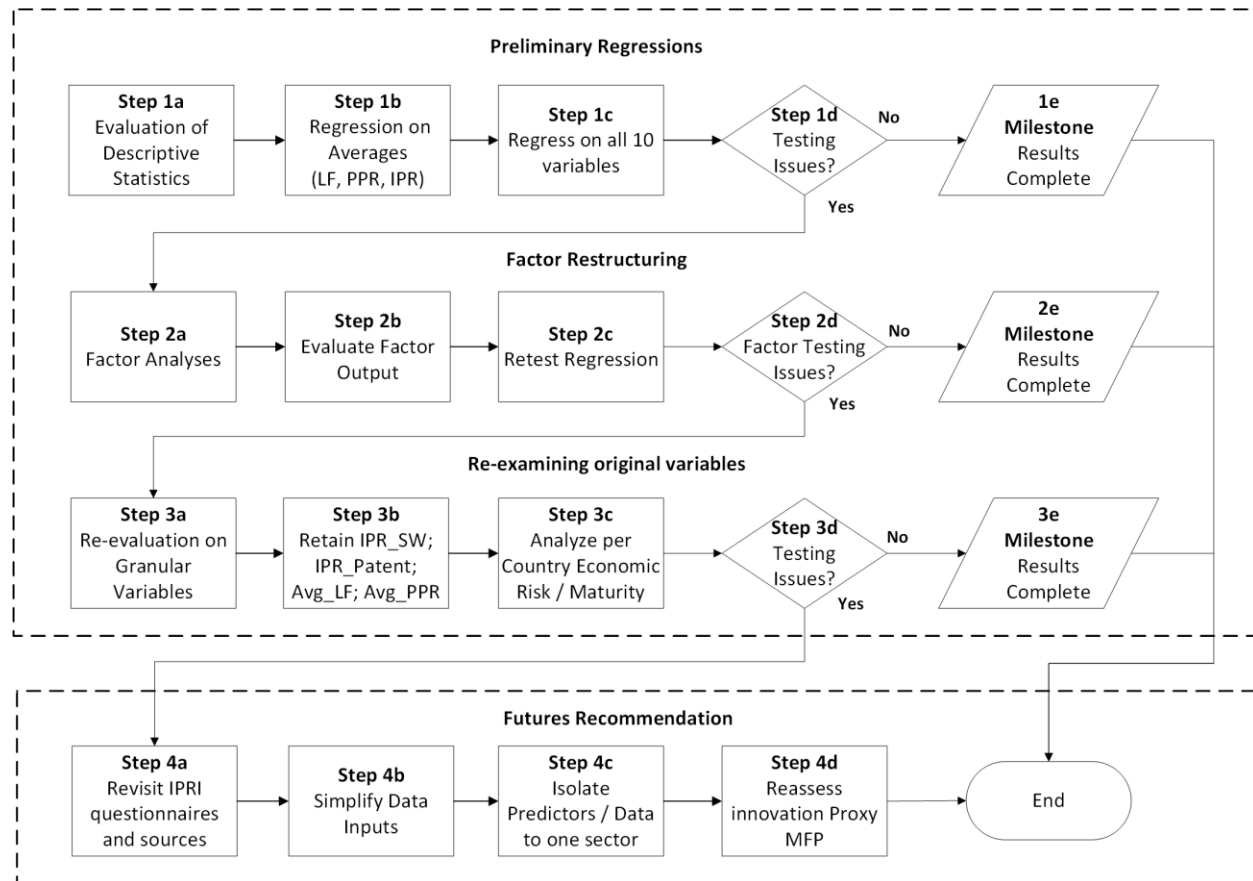 Preliminary Regressions
Step 1a
Evaluation of
Descriptive
Statistics
Step 1b
Regression on
Averages
(LF, PPR, IPR)
Step 1c
Regress on all 10
variables
Step 1d
Testing
Issues?
No
Yes
1e
Milestone
Results
Complete
Factor Restructuring
Step 2a
Factor Analyses
Step 2b
Evaluate Factor
Output
Step 2c
Retest Regression
Step 2d
Factor Testing
Issues?
No
Yes
2e
Milestone
Results
Complete
Re-examining original variables
Step 3a
Re-evaluation on
Granular
Variables
Step 3b
Retain IPR_SW;
IPR_Patent;
Avg_LF; Avg_PPR
Step 3c
Analyze per
Country Economic
Risk / Maturity
Step 3d
Testing
Issues?
No
Yes
3e
Milestone
Results
Complete
Futures Recommendation
Step 4a
Revisit IPRI
questionnaires
and sources
Step 4b
Simplify Data
Inputs
Step 4c
Isolate
Predictors / Data
to one sector
Step 4d
Reassess
innovation Proxy
MFP
End